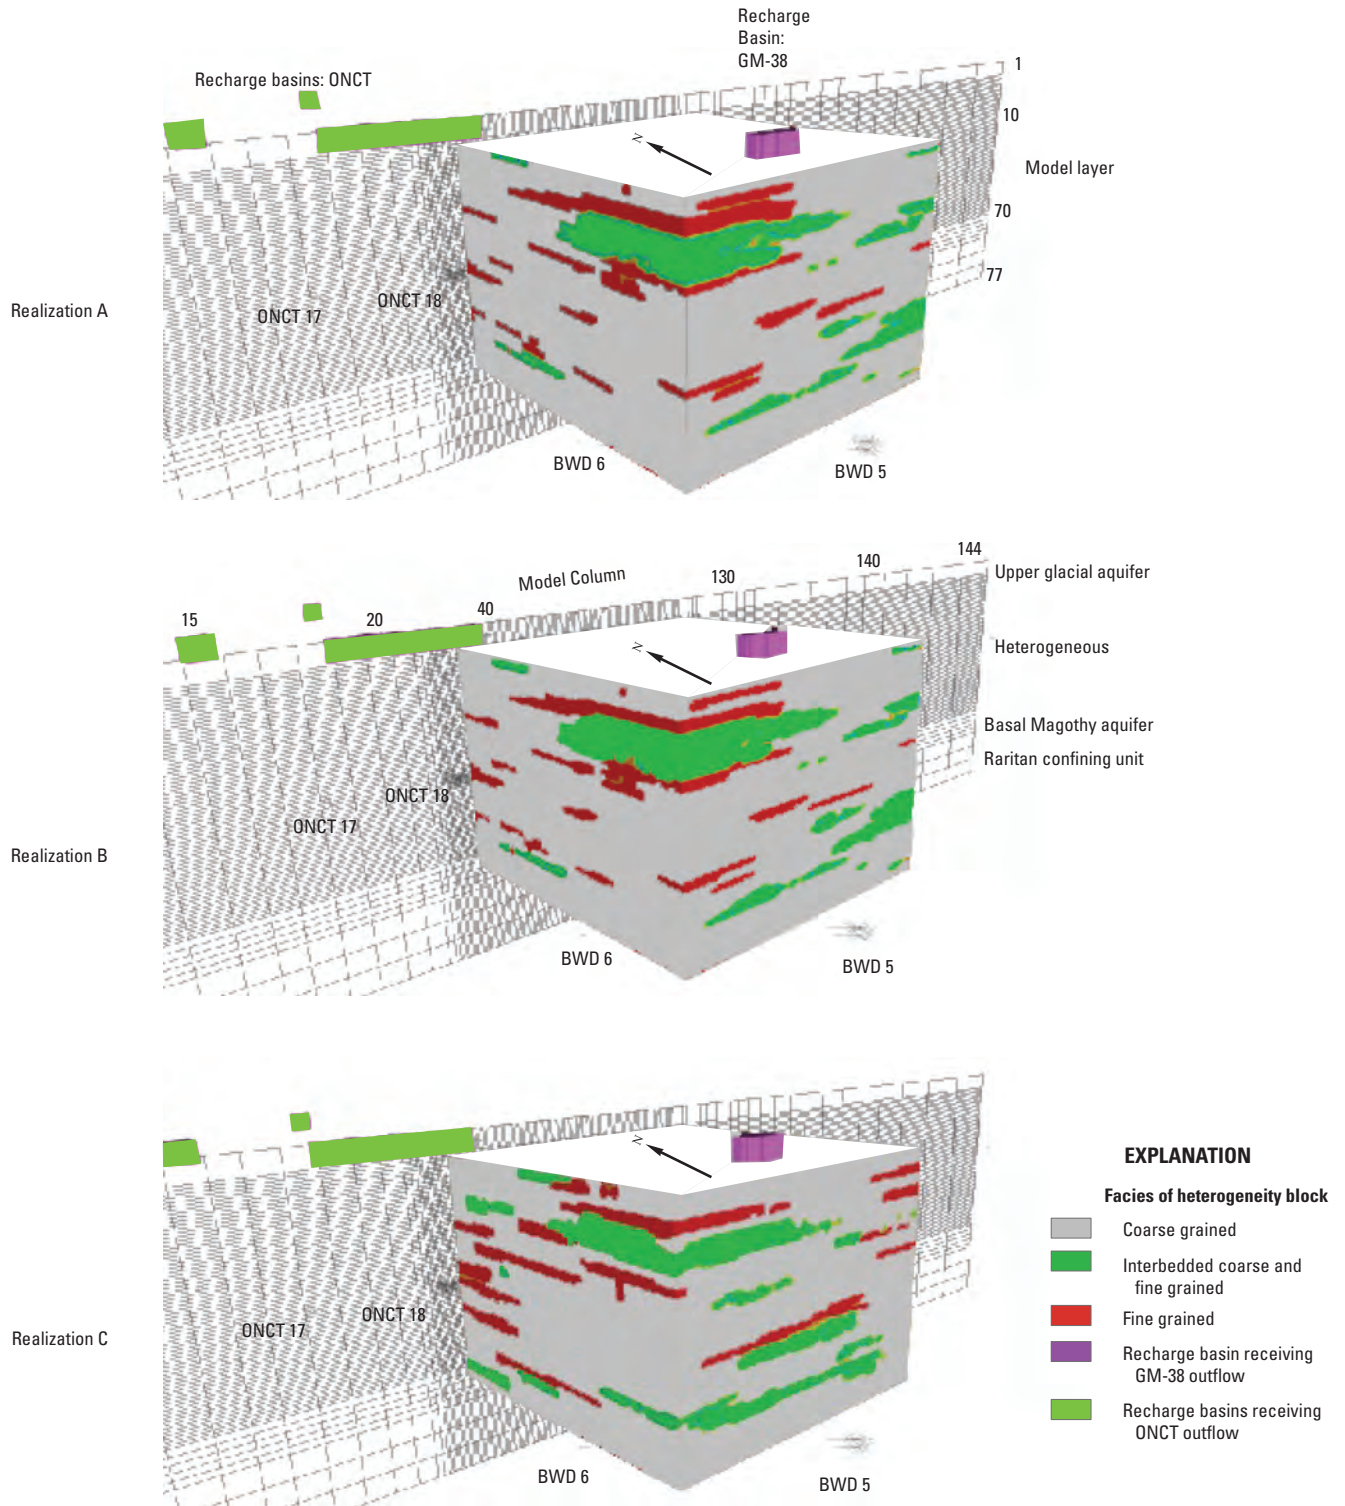 Recharge
Basin:
GM-38
Recharge basins: ONCT
1
10
N
Model layer
70
77
ONCT 18
ONCT 17
Realization A
BWD 6
BWD 5
Model Column
130
140
144
Upper glacial aquifer
15
20
40
N
Heterogeneous
Basal Magothy aquifer
Raritan confining unit
ONCT 18
ONCT 17
Realization B
BWD 6
BWD 5
N
ONCT 18
ONCT 17
Realization C
BWD 6
BWD 5
EXPLANATION
Facies of heterogeneity block
Coarse grained
Interbedded coarse and
fine grained
Fine grained
Recharge basin receiving
GM-38 outflow
Recharge basins receiving
ONCT outflow